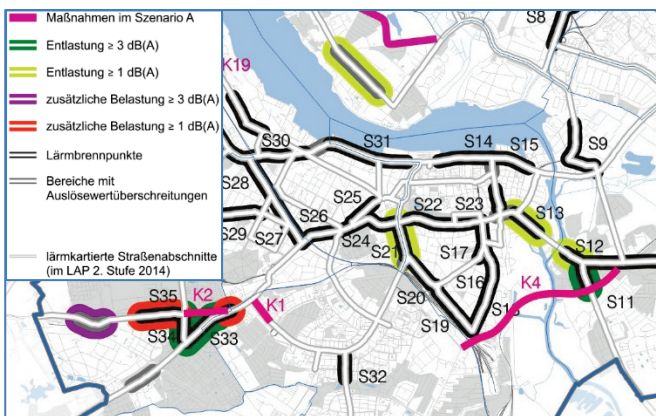 Maßnahmen im Szenario A
Entlastung ≥ 3 dB(A)
Entlastung ≥ 1 dB(A)
zusätzliche Belastung ≥ 3 dB(A)
zusätzliche Belastung ≥ 1 dB(A)
Lärmbrennpunkte
Bereiche mit
Auslösewertüberschreitungen
lärmkartierte Straßenabschnitte
(im LAP 2. Stufe 2014)
S8
K19
S30
S31
S14
S15
S9
S28
S25
S22
S23
S13
S29
S27
S26
S24
S21
S17
S12
S20
S16
K4
S11
S35
K2
K1
S19
S18
S34
S33
S32